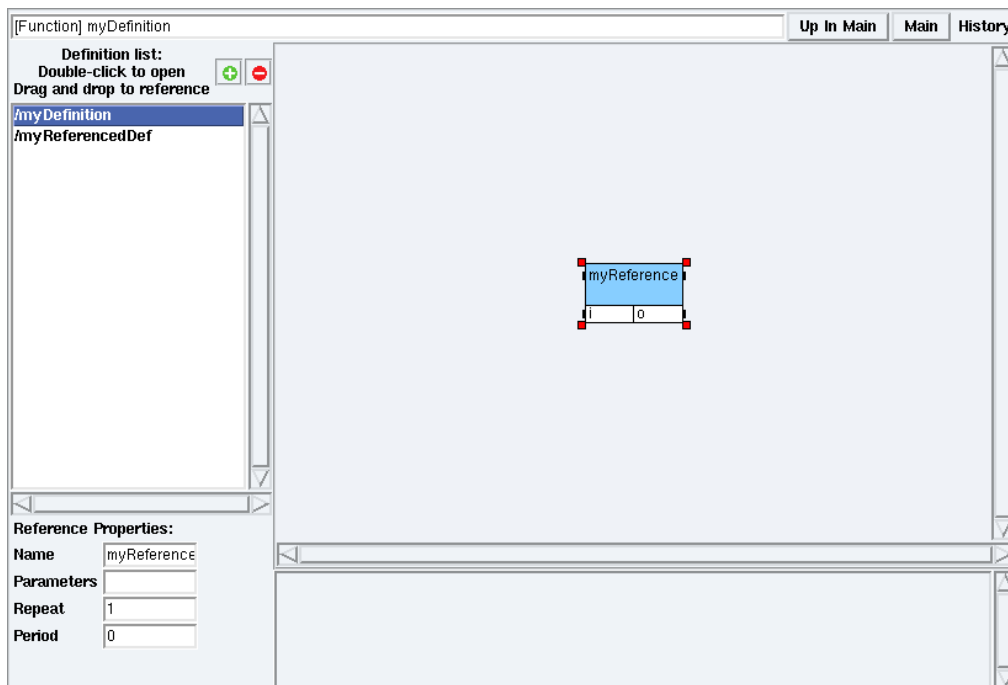 [Function] myDefinition
Up In Main
Main
History
Definition list:
Double-click to open
Drag and drop to reference
/myDefinition
/myReferencedDef
myReference
i
o
Reference Properties:
Name myReference
Parameters
Repeat 1
Period 0